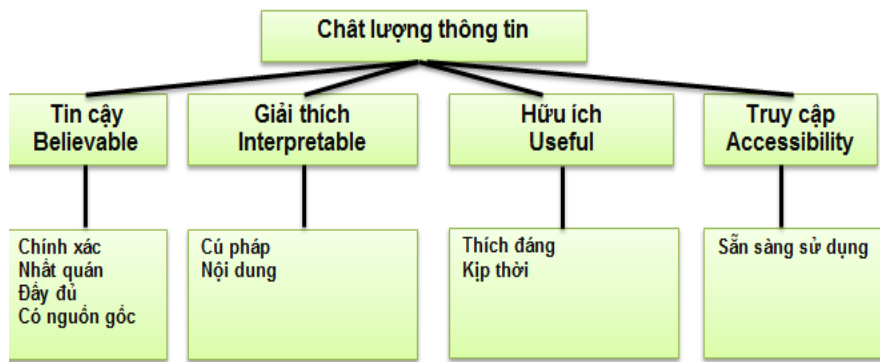 Chất lượng thông tin
Tin cậy
Believable
Giải thích
Interpretable
Hữu ích
Useful
Truy cập
Accessibility
Chính xác
Nhất quán
Đầy đủ
Có nguồn gốc
Cú pháp
Nội dung
Thích đáng
Kịp thời
Sẵn sàng sử dụng